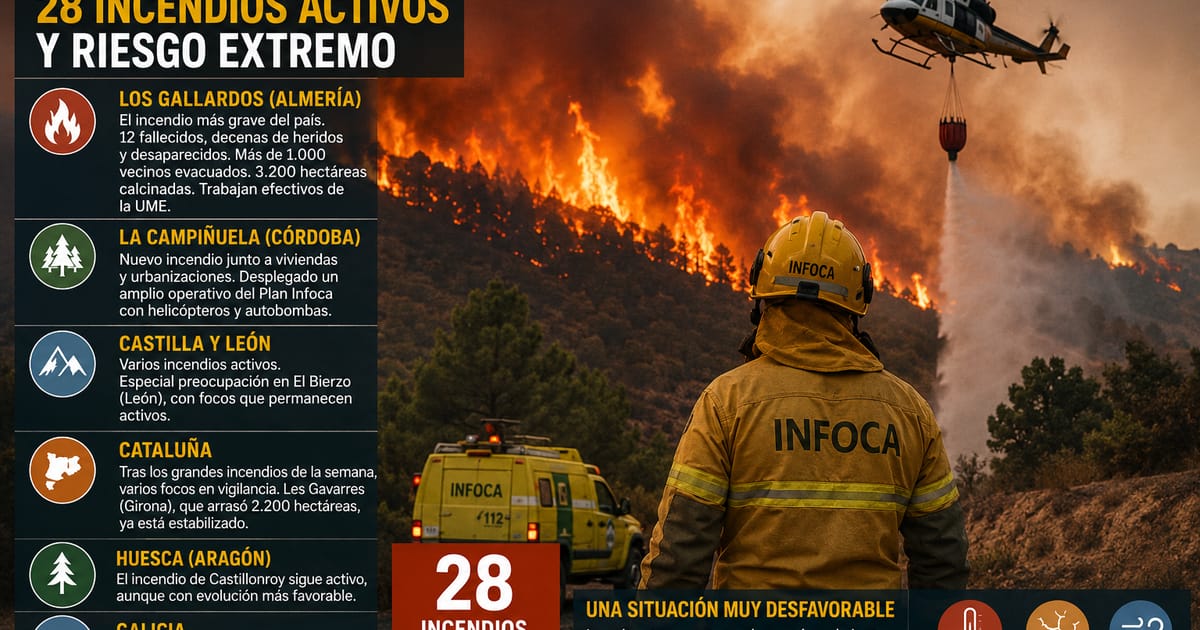 28 INCENDIOS ACTIVOS
Y RIESGO EXTREMO
LOS GALLARDOS (ALMERÍA)
El incendio más grave del país.
12 fallecidos, decenas de heridos
y desaparecidos. Más de 1.000
vecinos evacuados. 3.200 hectáreas
calcinadas. Trabajan efectivos de
la UME.
LA CAMPIÑUELA (CÓRDOBA)
Nuevo incendio junto a viviendas
y urbanizaciones. Desplegado un
amplio operativo del Plan Infoca
con helicópteros y autobombas.
CASTILLA Y LEÓN
Varios incendios activos.
Especial preocupación en El Bierzo
(León), con focos que permanecen
activos.
CATALUÑA
Tras los grandes incendios de la semana,
varios focos en vigilancia. Les Gavarres
(Girona), que arrasó 2.200 hectáreas,
ya está estabilizado.
HUESCA (ARAGÓN)
El incendio de Castillonroy sigue activo,
aunque con evolución más favorable.
GALICIA
INFOCA
INFOCA
INFOCA
112
28
INCENDIOS
UNA SITUACIÓN MUY DESFAVORABLE